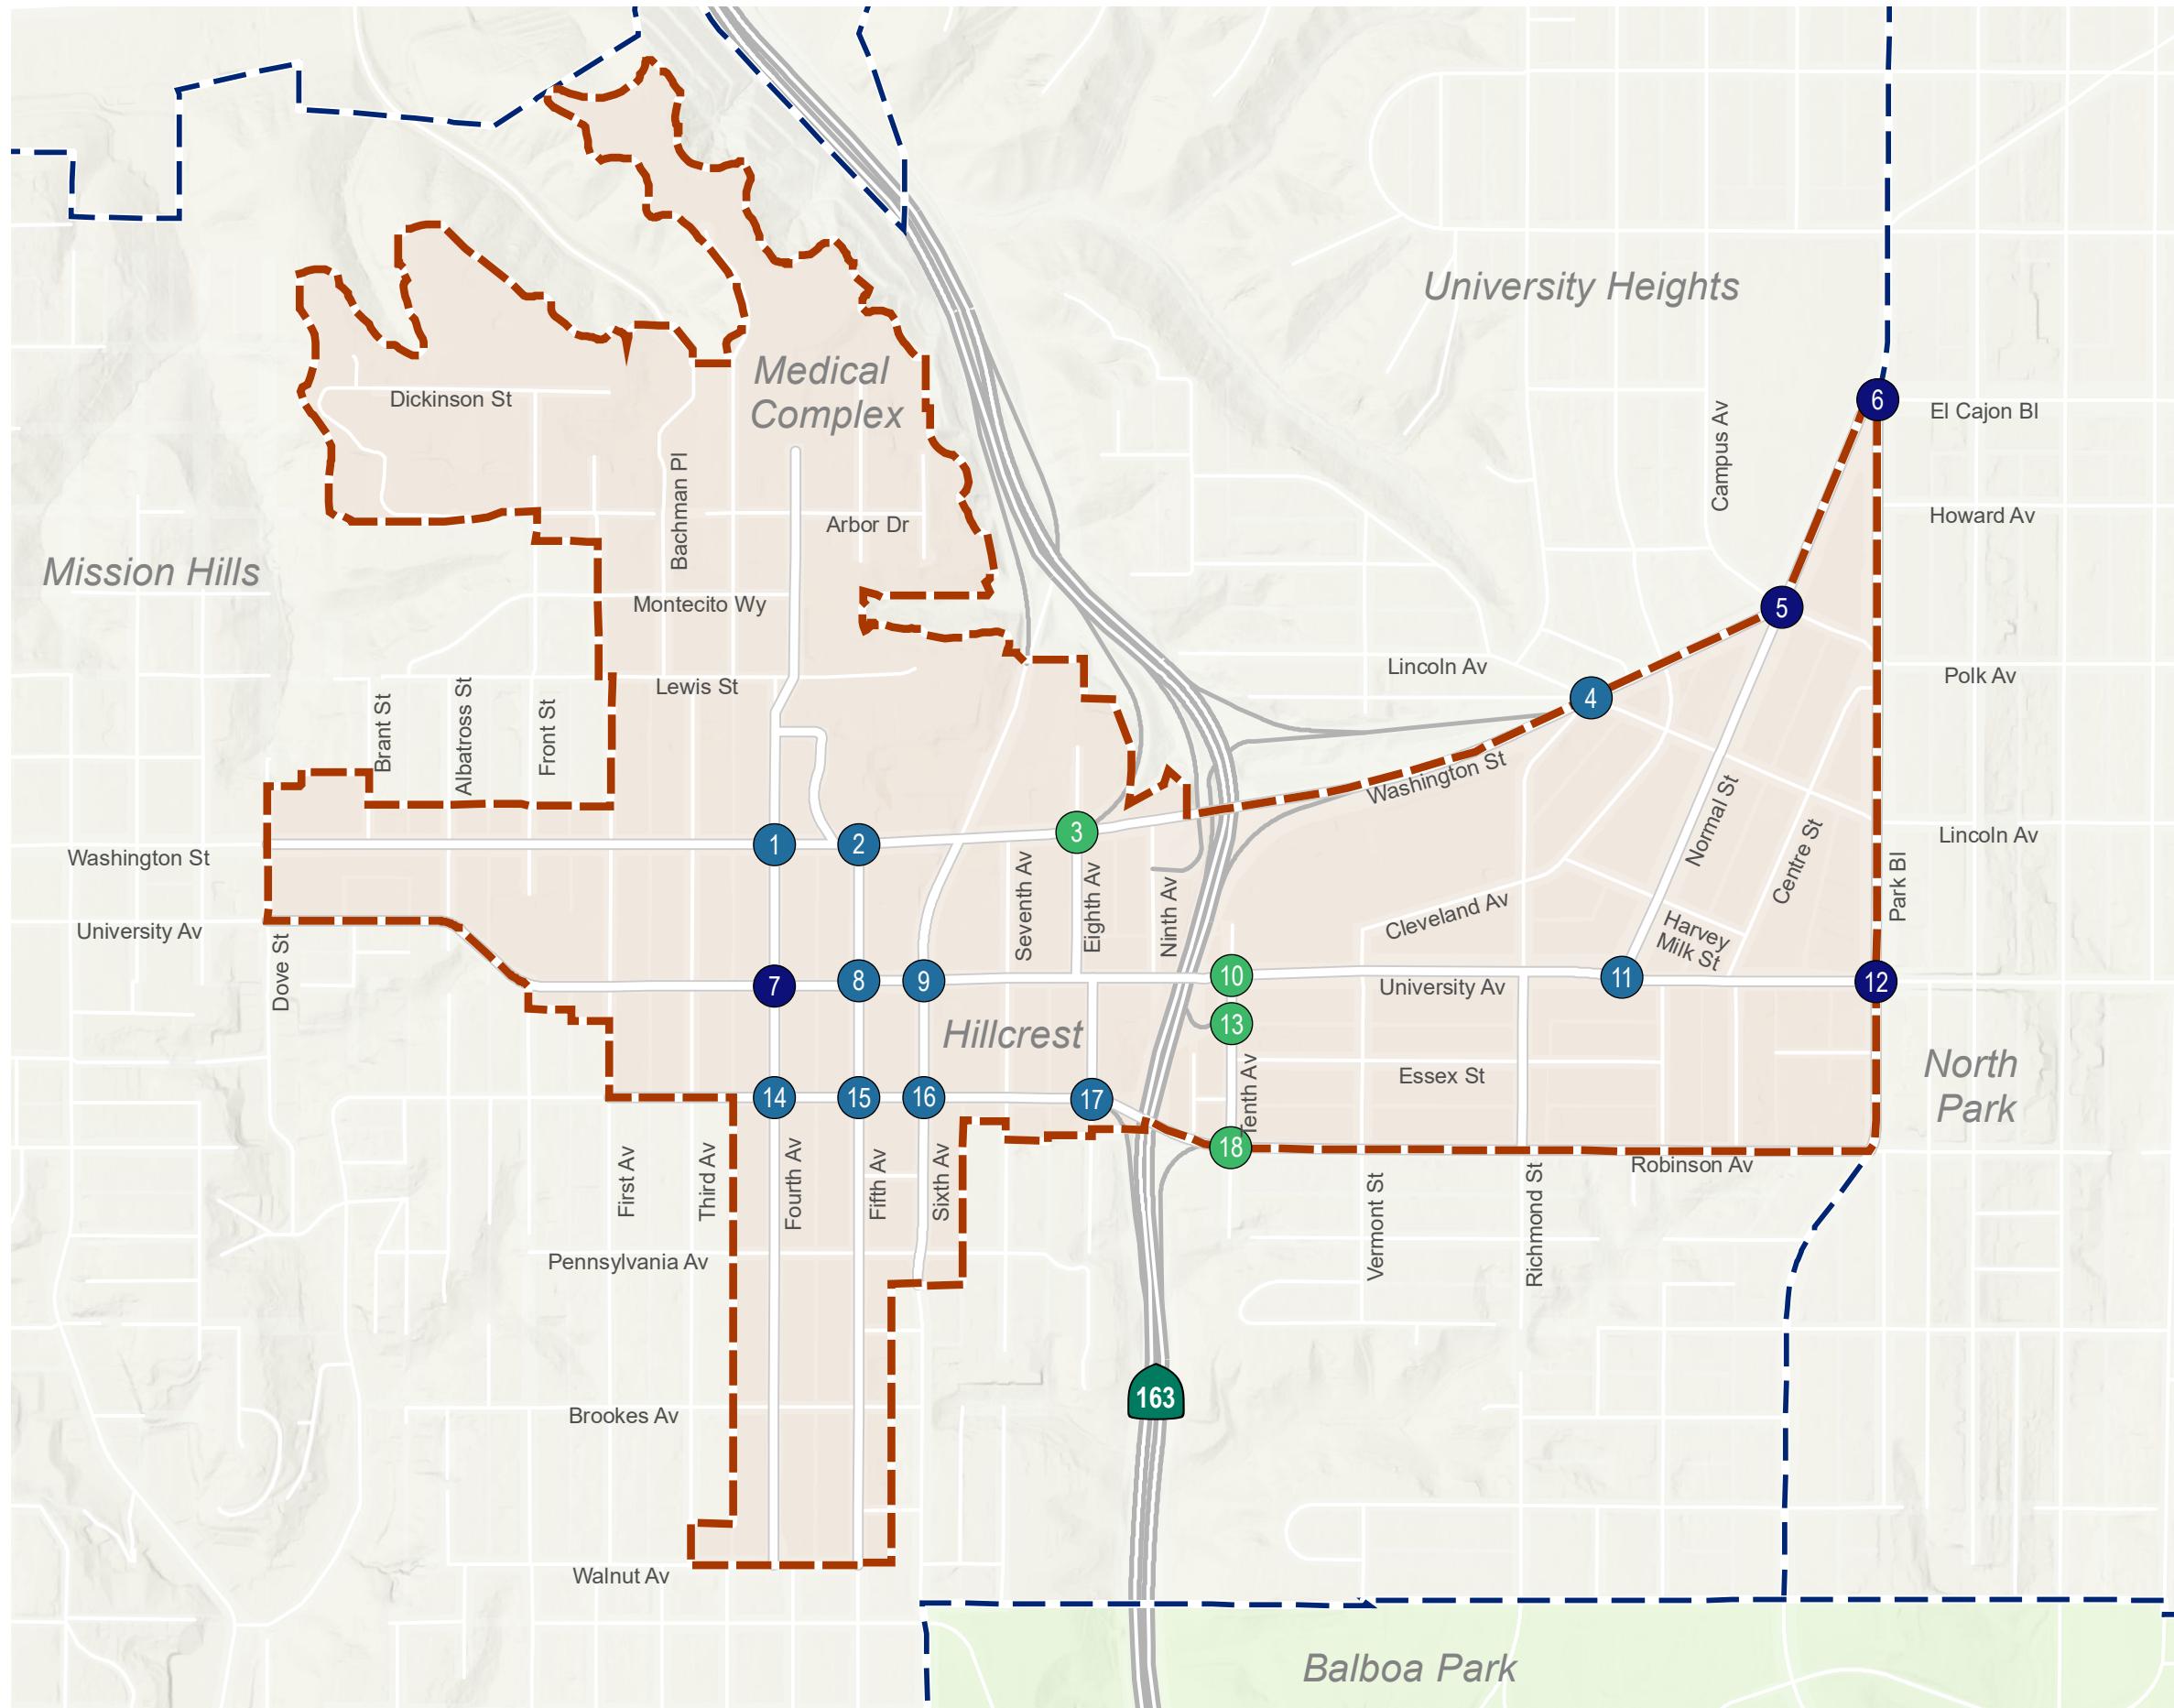 University Heights
Medical
Complex
Dickinson St
Campus Av
6
El Cajon Bl
Bachman Pl
Arbor Dr
Howard Av
Mission Hills
Montecito Wy
5
Lincoln Av
Polk Av
Lewis St
4
Brant St
Albatross St
Front St
Washington St
Normal St
Centre St
Washington St
1
2
3
Lincoln Av
Park Bl
Seventh Av
Eighth Av
Ninth Av
Cleveland Av
Harvey
Milk St
University Av
Dove St
7
8
9
10
University Av
11
12
13
Hillcrest
Tenth Av
Essex St
North
Park
14
15
16
17
18
Robinson Av
First Av
Third Av
Fourth Av
Fifth Av
Sixth Av
Vermont St
Richmond St
Pennsylvania Av
163
Brookes Av
Walnut Av
Balboa Park